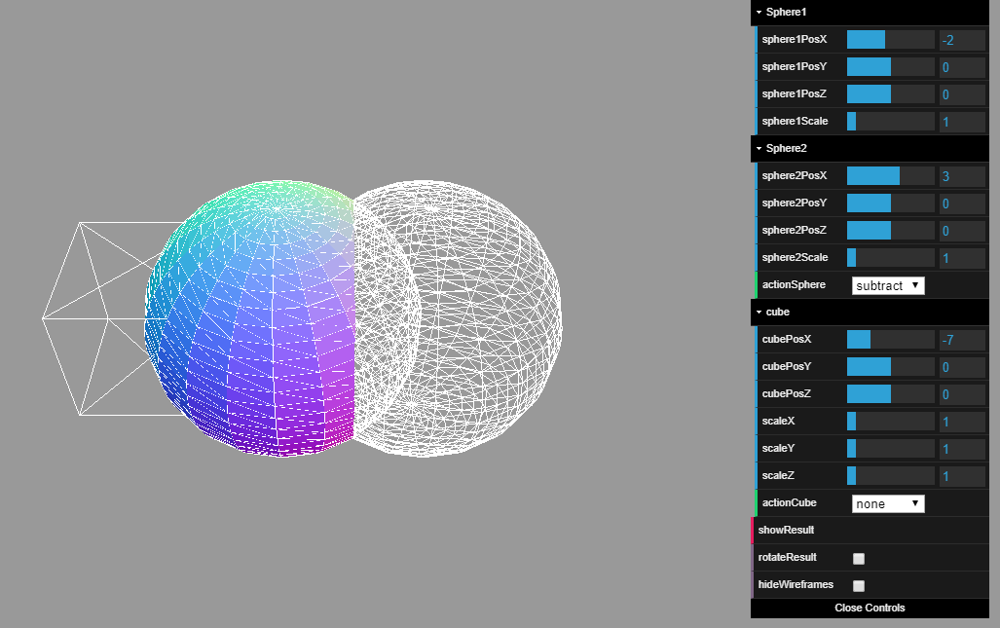 Sphere1
sphere1PosX -2
sphere1PosY 0
sphere1PosZ 0
sphere1Scale 1
Sphere2
sphere2PosX 3
sphere2PosY 0
sphere2PosZ 0
sphere2Scale 1
actionSphere subtract
cube
cubePosX -7
cubePosY 0
cubePosZ 0
scaleX 1
scaleY 1
scaleZ 1
actionCube none
showResult
rotateResult
hideWireframes
Close Controls